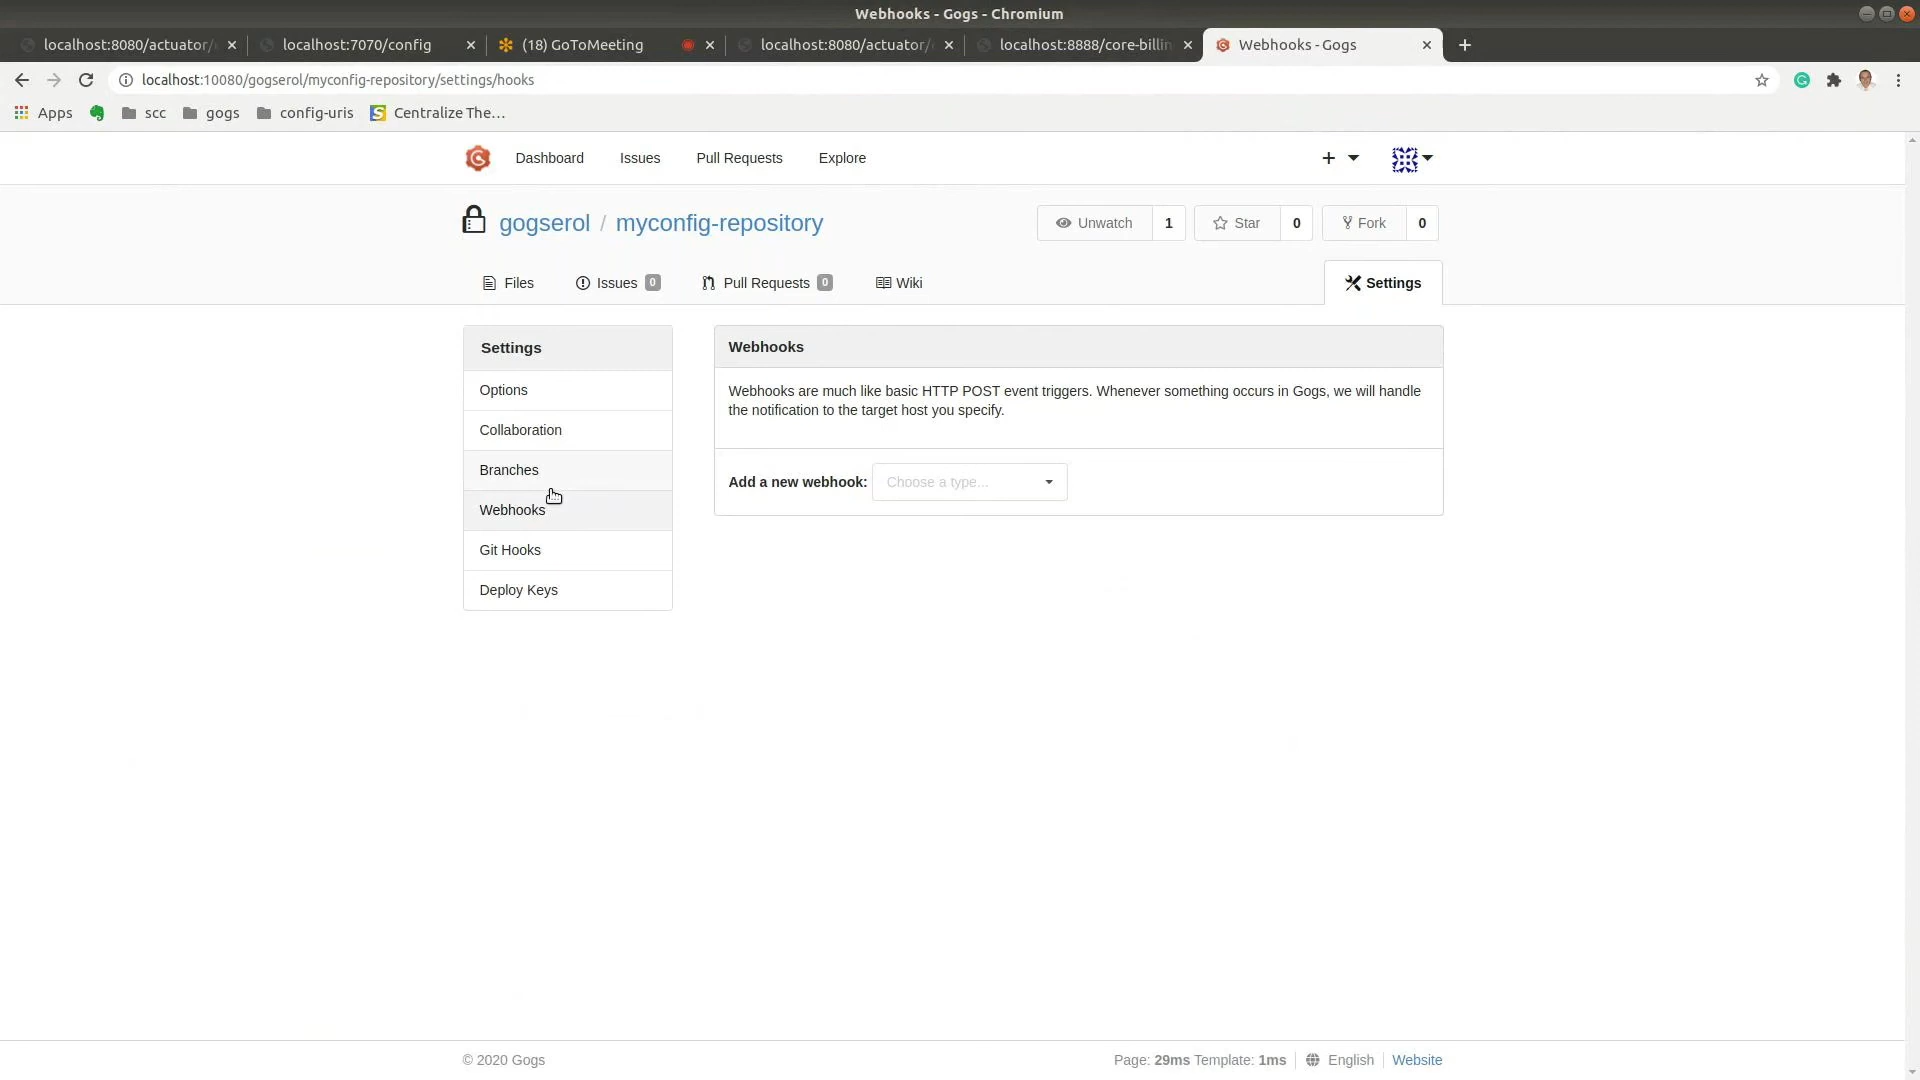 Webhooks - Gogs - Chromium
localhost:8080/actuator/
localhost:7070/config
(18) GoToMeeting
localhost:8080/actuator/
localhost:8888/core-billin
Webhooks - Gogs
localhost:10080/gogserol/myconfig-repository/settings/hooks
Apps
scc
gogs
config-uris
Centralize The...
Dashboard
Issues
Pull Requests
Explore
gogserol / myconfig-repository
Unwatch 1
Star 0
Fork 0
Files
Issues 0
Pull Requests 0
Wiki
Settings
Settings
Options
Collaboration
Branches
Webhooks
Git Hooks
Deploy Keys
Webhooks
Webhooks are much like basic HTTP POST event triggers. Whenever something occurs in Gogs, we will handle
the notification to the target host you specify.
Add a new webhook: Choose a type...
© 2020 Gogs
Page: 29ms Template: 1ms
English
Website